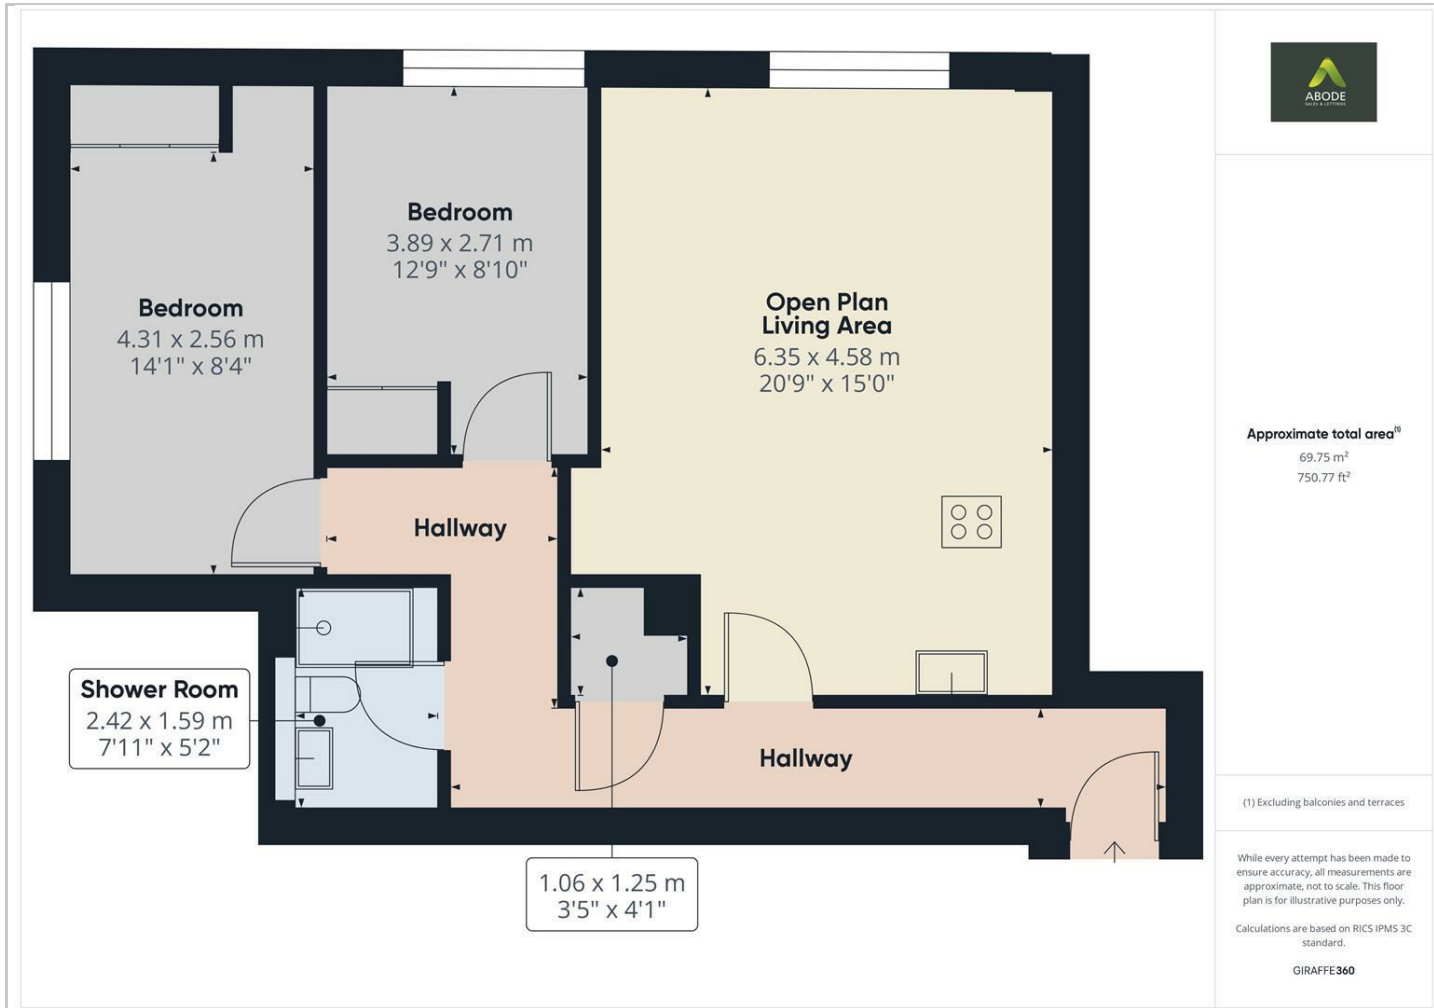 Bedroom
4.31 x 2.56 m
14'1" x 8'4"
Bedroom
3.89 x 2.71 m
12'9" x 8'10"
Open Plan
Living Area
6.35 x 4.58 m
20'9" x 15'0"
Hallway
Shower Room
2.42 x 1.59 m
7'11" x 5'2"
Hallway
1.06 x 1.25 m
3'5" x 4'1"
ABODE
SALES & LETTINGS
Approximate total area(1)
69.75 m²
750.77 ft²
(1) Excluding balconies and terraces
While every attempt has been made to
ensure accuracy, all measurements are
approximate, not to scale. This floor
plan is for illustrative purposes only.
Calculations are based on RICS IPMS 3C
standard.
GIRAFFE360